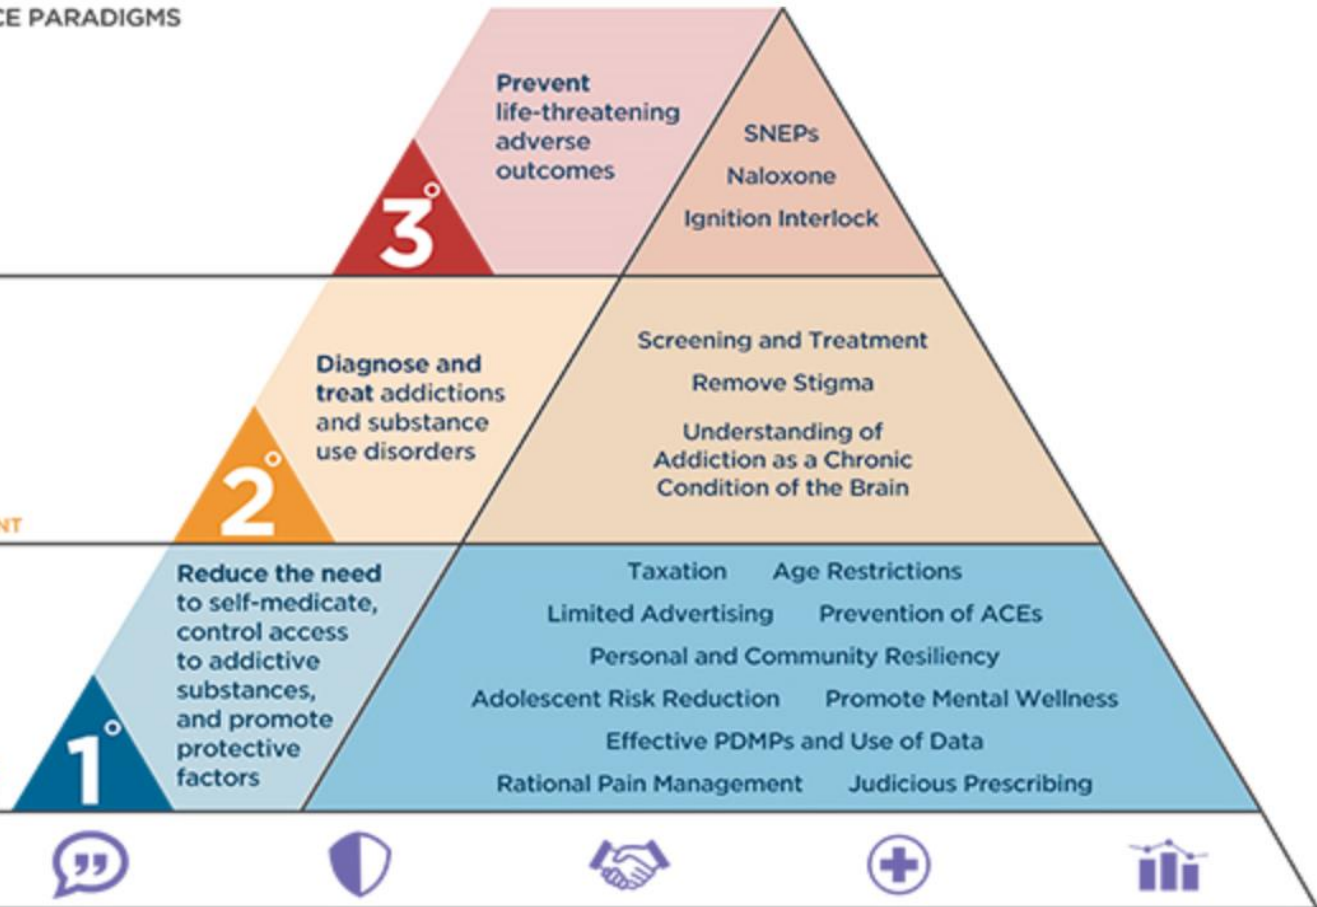 CE PARADIGMS
Prevent
life-threatening
adverse
outcomes
SNEPs
Naloxone
Ignition Interlock
3°
Diagnose and
treat addictions
and substance
use disorders
Screening and Treatment
Remove Stigma
Understanding of
Addiction as a Chronic
Condition of the Brain
2°
NT
Reduce the need
to self-medicate,
control access
to addictive
substances,
and promote
protective
factors
1°
Taxation Age Restrictions
Limited Advertising Prevention of ACEs
Personal and Community Resiliency
Adolescent Risk Reduction Promote Mental Wellness
Effective PDMPs and Use of Data
Rational Pain Management Judicious Prescribing